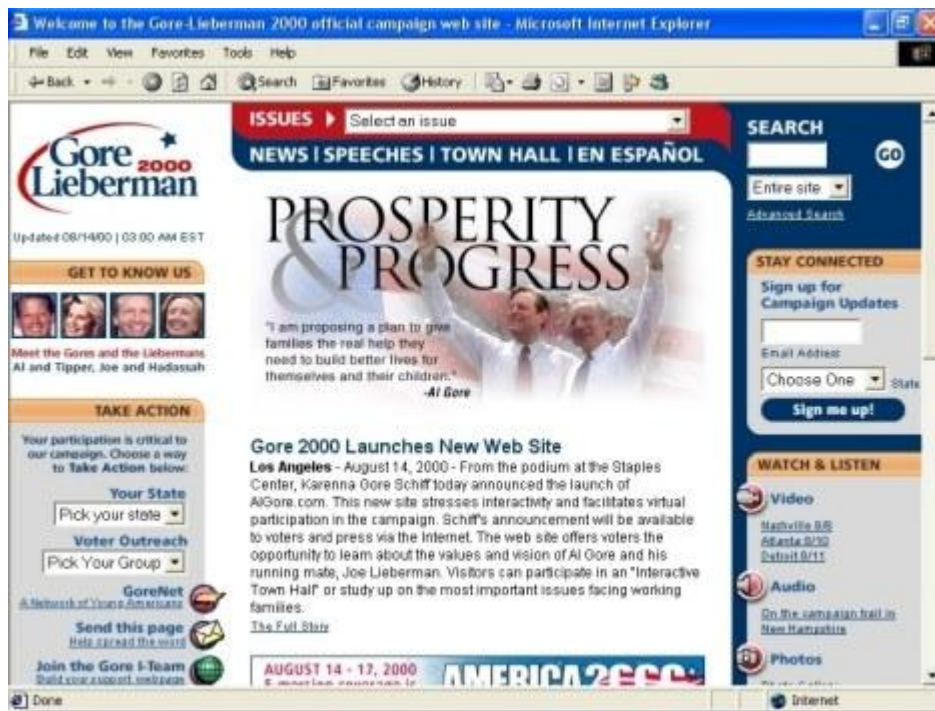 Welcome to the Gore-Lieberman 2000 official campaign web site - Microsoft Internet Explorer
File Edit View Favorites Tools Help
Back Search Favorites History
Gore 2000
Lieberman
Updated 08/14/00 | 03:00 AM EST
GET TO KNOW US
Meet the Gores and the Liebermans
Al and Tipper, Joe and Hadassah
TAKE ACTION
Your participation is critical to
our campaign. Choose a way
to Take Action below:
Your State
Pick your state
Voter Outreach
Pick Your Group
GoreNet
A Network of Young Americans
Send this page
Help spread the word
Join the Gore I-Team
Build your support webpage
ISSUES Select an issue
NEWS | SPEECHES | TOWN HALL | EN ESPAÑOL
PROSPERITY
& PROGRESS
"I am proposing a plan to give
families the real help they
need to build better lives for
themselves and their children."
-Al Gore
Gore 2000 Launches New Web Site
Los Angeles - August 14, 2000 - From the podium at the Staples
Center, Karenna Gore Schiff today announced the launch of
AlGore.com. This new site stresses interactivity and facilitates virtual
participation in the campaign. Schiff's announcement will be available
to voters and press via the Internet. The web site offers voters the
opportunity to learn about the values and vision of Al Gore and his
running mate, Joe Lieberman. Visitors can participate in an "Interactive
Town Hall" or study up on the most important issues facing working
families.
The Full Story
AUGUST 14 - 17, 2000
AMERICA2
SEARCH
GO
Entire site
Advanced Search
STAY CONNECTED
Sign up for
Campaign Updates
Email Address
Choose One State
Sign me up!
WATCH & LISTEN
Video
Nashville 8/8
Atlanta 8/10
Detroit 8/11
Audio
On the campaign trail in
New Hampshire
Photos
Done
Internet